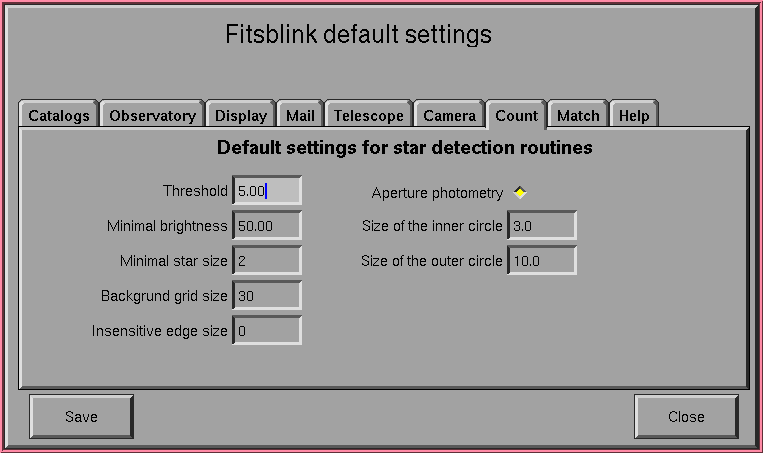 Fitsblink default settings
Catalogs Observatory Display Mail Telescope Camera Count Match Help
Default settings for star detection routines
Threshold 5.00 Aperture photometry
Minimal brightness 50.00 Size of the inner circle 3.0
Minimal star size 2 Size of the outer circle 10.0
Backgrund grid size 30
Insensitive edge size 0
Save Close